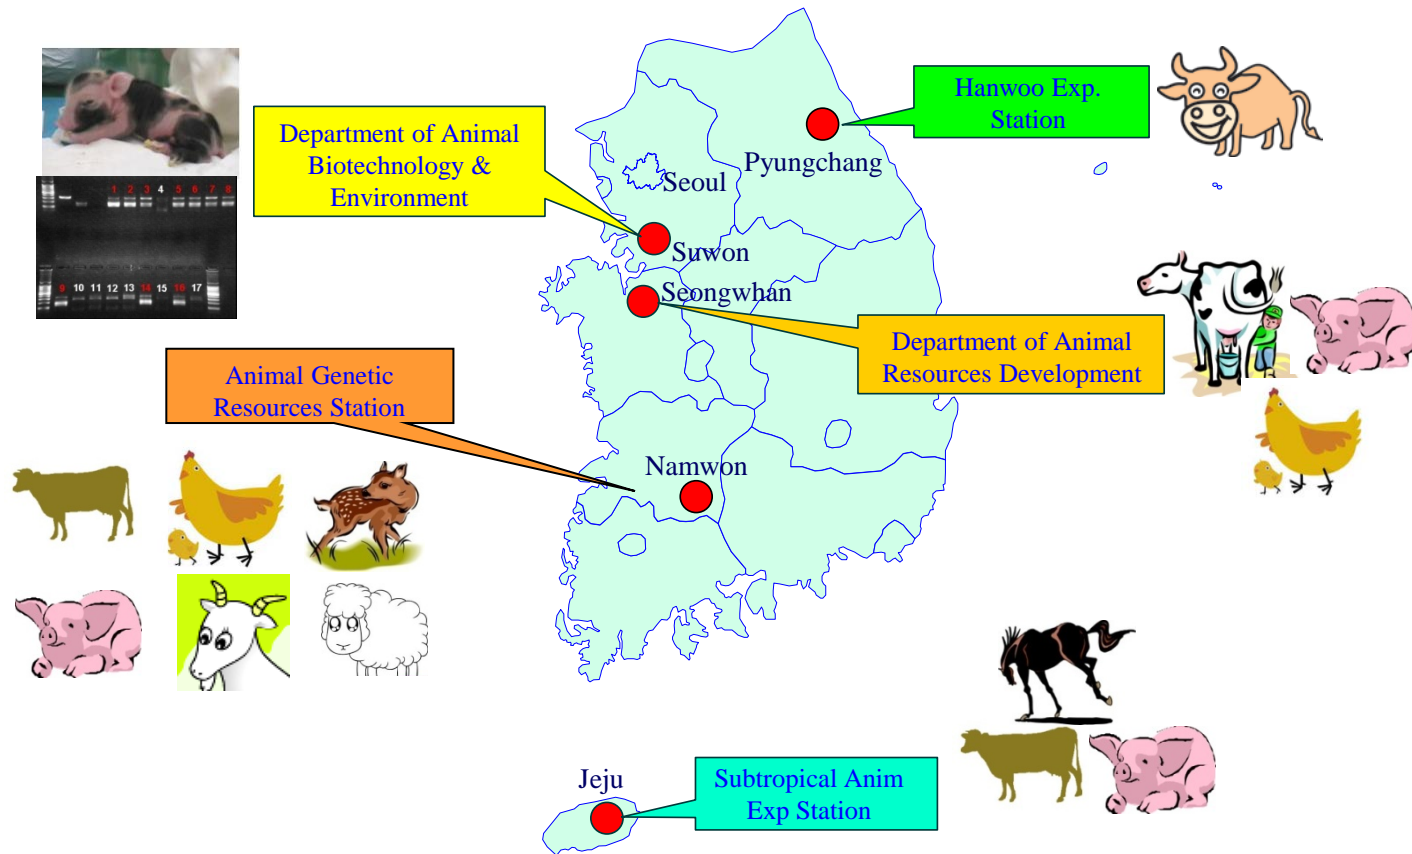 Hanwoo Exp.
Station
Department of Animal
Biotechnology &
Environment
Pyungchang
Seoul
1 2 3 4 5 6 7 8
Suwon
Seongwhan
9 10 11 12 13 14 15 16 17
Department of Animal
Resources Development
Animal Genetic
Resources Station
Namwon
Jeju
Subtropical Anim
Exp Station